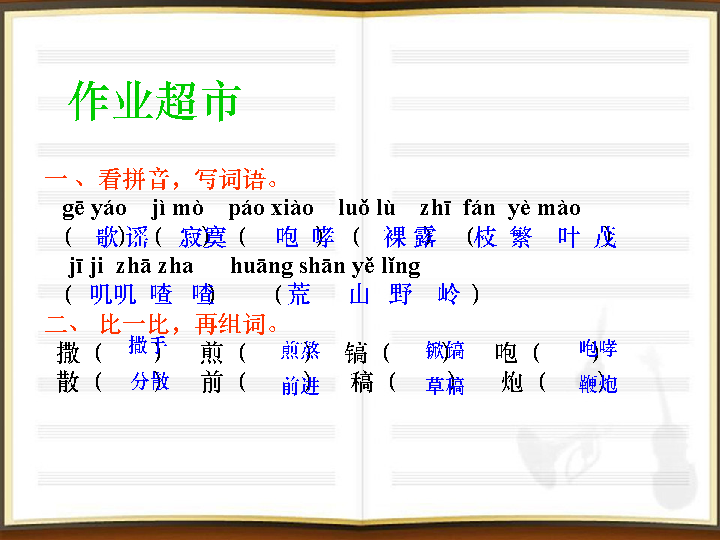 作业超市
一、看拼音，写词语。
gē yáo jì mò páo xiào luǒ lù zhī fán yè mào
( 歌谣 ) ( 寂寞 ) ( 咆哮 ) ( 裸露 ) ( 枝繁叶茂 )
jī ji zhā zha huāng shān yě lǐng
( 叽叽喳喳 ) ( 荒山野岭 )
二、比一比，再组词。
撒 ( 撒手 ) 煎 ( 煎熬 ) 镐 ( 锨镐 ) 咆 ( 咆哮 )
散 ( 分散 ) 前 ( 前进 ) 稿 ( 草稿 ) 炮 ( 鞭炮 )